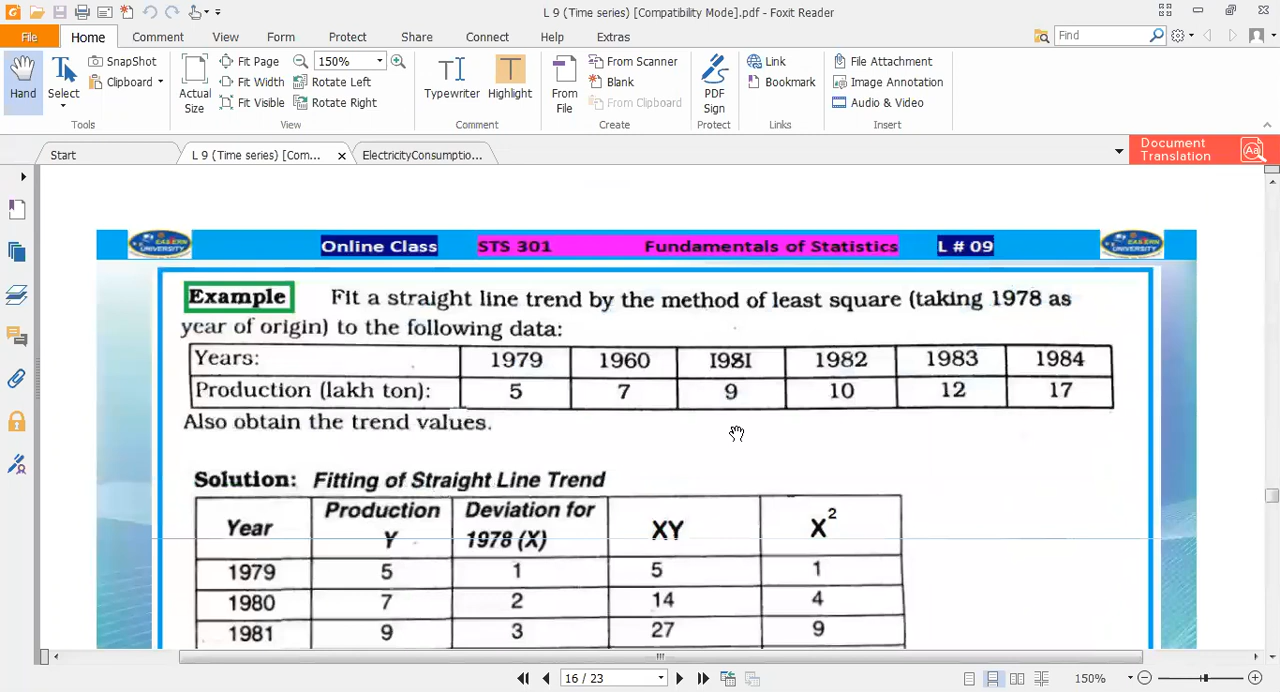 L 9 (Time series) [Compatibility Mode].pdf - Foxit Reader
File Home Comment View Form Protect Share Connect Help Extras Find
Hand Select SnapShot Clipboard Actual Size Fit Page Fit Width Fit Visible 150% Rotate Left Rotate Right Typewriter Highlight From File From Scanner Blank From Clipboard PDF Sign Link Bookmark File Attachment Image Annotation Audio & Video
Tools View Comment Create Protect Links Insert
Start L 9 (Time series) [Com... ElectricityConsumptio... Document Translation
EASTERN UNIVERSITY Online Class STS 301 Fundamentals of Statistics L # 09 EASTERN UNIVERSITY
Example Fit a straight line trend by the method of least square (taking 1978 as
year of origin) to the following data:
Years: 1979 1960 1981 1982 1983 1984
Production (lakh ton): 5 7 9 10 12 17
Also obtain the trend values.
Solution: Fitting of Straight Line Trend
Year Production Y Deviation for 1978 (X) XY X²
1979 5 1 5 1
1980 7 2 14 4
1981 9 3 27 9
16 / 23 150%